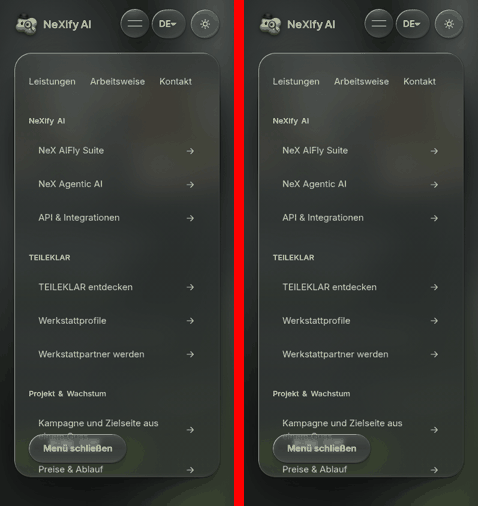 NeXify AI
DE
Leistungen Arbeitsweise Kontakt
NeXify AI
NeX AIFly Suite
NeX Agentic AI
API & Integrationen
TEILEKLAR
TEILEKLAR entdecken
Werkstattprofile
Werkstattpartner werden
Projekt & Wachstum
Kampagne und Zielseite aus
Menü schließen
Preise & Ablauf
NeXify AI
DE
Leistungen Arbeitsweise Kontakt
NeXify AI
NeX AIFly Suite
NeX Agentic AI
API & Integrationen
TEILEKLAR
TEILEKLAR entdecken
Werkstattprofile
Werkstattpartner werden
Projekt & Wachstum
Kampagne und Zielseite aus
Menü schließen
Preise & Ablauf